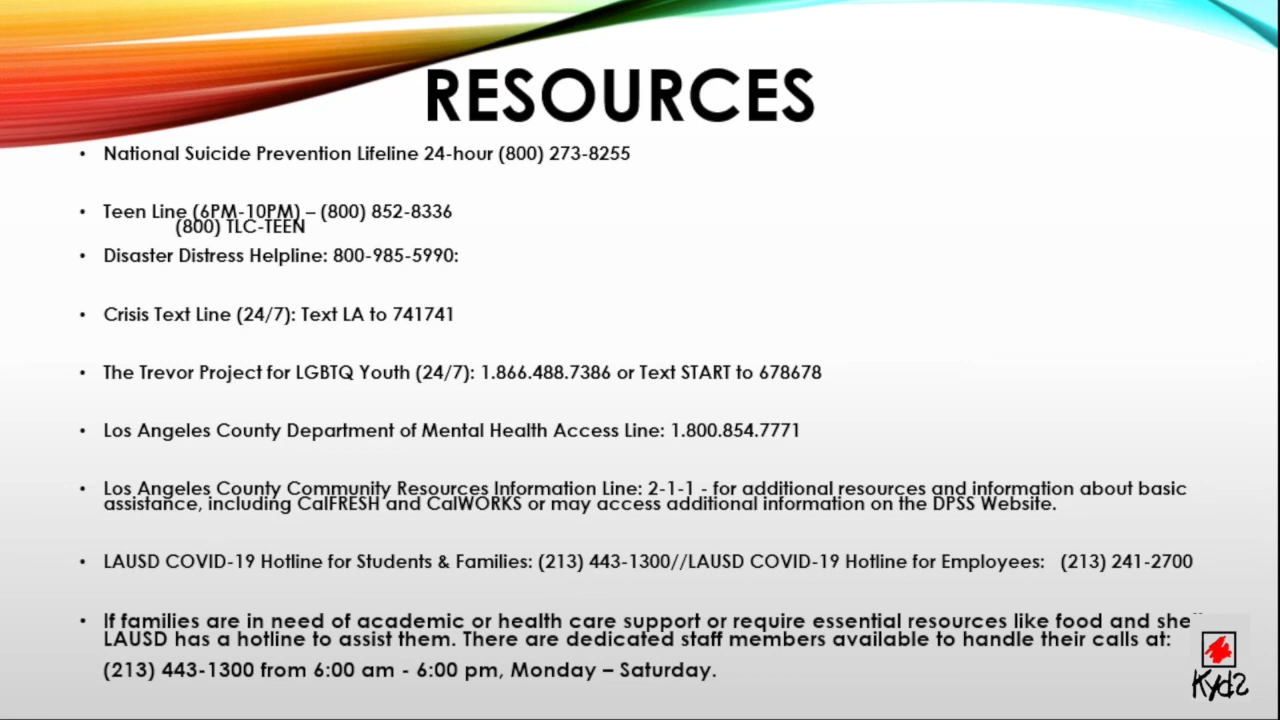 RESOURCES
• National Suicide Prevention Lifeline 24-hour (800) 273-8255
• Teen Line (6PM-10PM) – (800) 852-8336
(800) TLC-TEEN
• Disaster Distress Helpline: 800-985-5990:
• Crisis Text Line (24/7): Text LA to 741741
• The Trevor Project for LGBTQ Youth (24/7): 1.866.488.7386 or Text START to 678678
• Los Angeles County Department of Mental Health Access Line: 1.800.854.7771
• Los Angeles County Community Resources Information Line: 2-1-1 - for additional resources and information about basic
assistance, including CalFRESH and CalWORKS or may access additional information on the DPSS Website.
• LAUSD COVID-19 Hotline for Students & Families: (213) 443-1300//LAUSD COVID-19 Hotline for Employees: (213) 241-2700
• If families are in need of academic or health care support or require essential resources like food and
LAUSD has a hotline to assist them. There are dedicated staff members available to handle their calls at:
(213) 443-1300 from 6:00 am - 6:00 pm, Monday – Saturday.
KydS